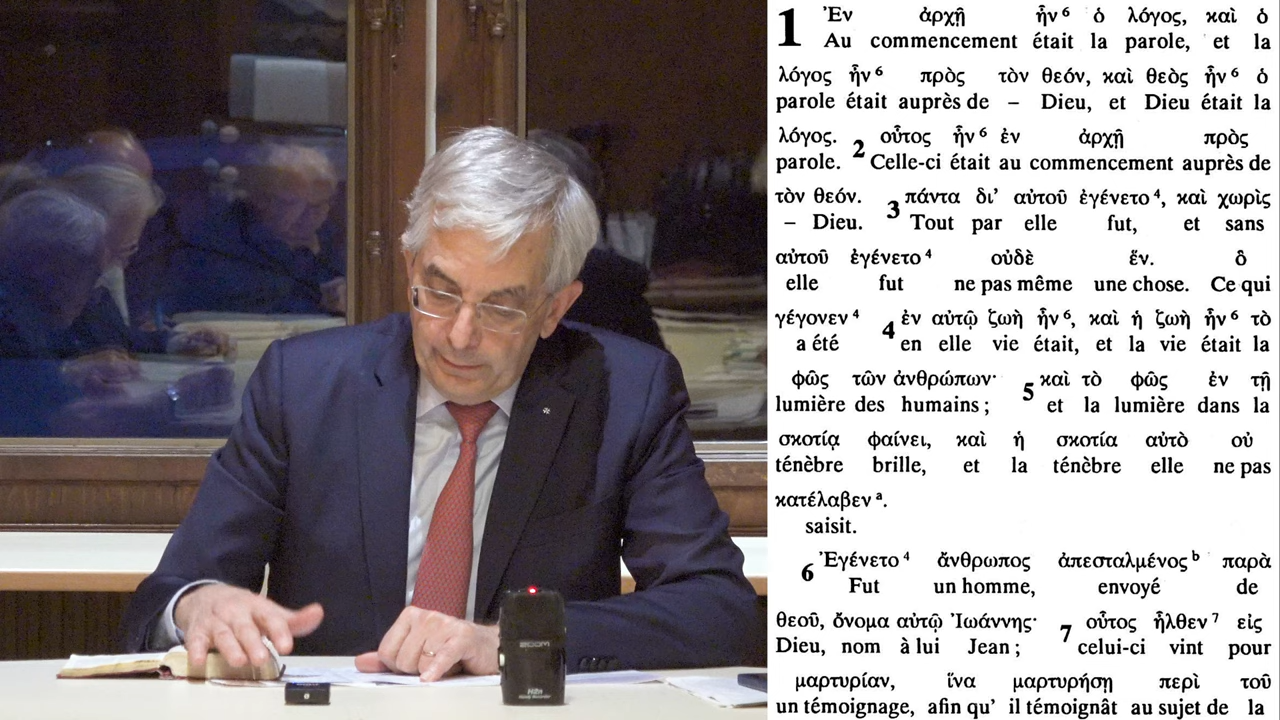 1 Ἐν ἀρχῇ ἦν⁶ ὁ λόγος, καὶ ὁ
Au commencement était la parole, et la
λόγος ἦν⁶ πρὸς τὸν θεόν, καὶ θεὸς ἦν⁶ ὁ
parole était auprès de – Dieu, et Dieu était la
λόγος. 2 οὗτος ἦν⁶ ἐν ἀρχῇ πρὸς
parole. Celle-ci était au commencement auprès de
τὸν θεόν. 3 πάντα δι’ αὐτοῦ ἐγένετο⁴, καὶ χωρὶς
– Dieu. Tout par elle fut, et sans
αὐτοῦ ἐγένετο⁴ οὐδὲ ἕν. ὃ
elle fut ne pas même une chose. Ce qui
γέγονεν⁴ 4 ἐν αὐτῷ ζωὴ ἦν⁶, καὶ ἡ ζωὴ ἦν⁶ τὸ
a été en elle vie était, et la vie était la
φῶς τῶν ἀνθρώπων· 5 καὶ τὸ φῶς ἐν τῇ
lumière des humains ; et la lumière dans la
σκοτίᾳ φαίνει, καὶ ἡ σκοτία αὐτὸ οὐ
ténèbre brille, et la ténèbre elle ne pas
κατέλαβενᵃ.
saisit.
6 Ἐγένετο⁴ ἄνθρωπος ἀπεσταλμένοςᵇ παρὰ
Fut un homme, envoyé de
θεοῦ, ὄνομα αὐτῷ Ἰωάννης· 7 οὗτος ἦλθεν⁷ εἰς
Dieu, nom à lui Jean ; celui-ci vint pour
μαρτυρίαν, ἵνα μαρτυρήσῃ περὶ τοῦ
un témoignage, afin qu’ il témoignât au sujet de la
ZOOM
H2n